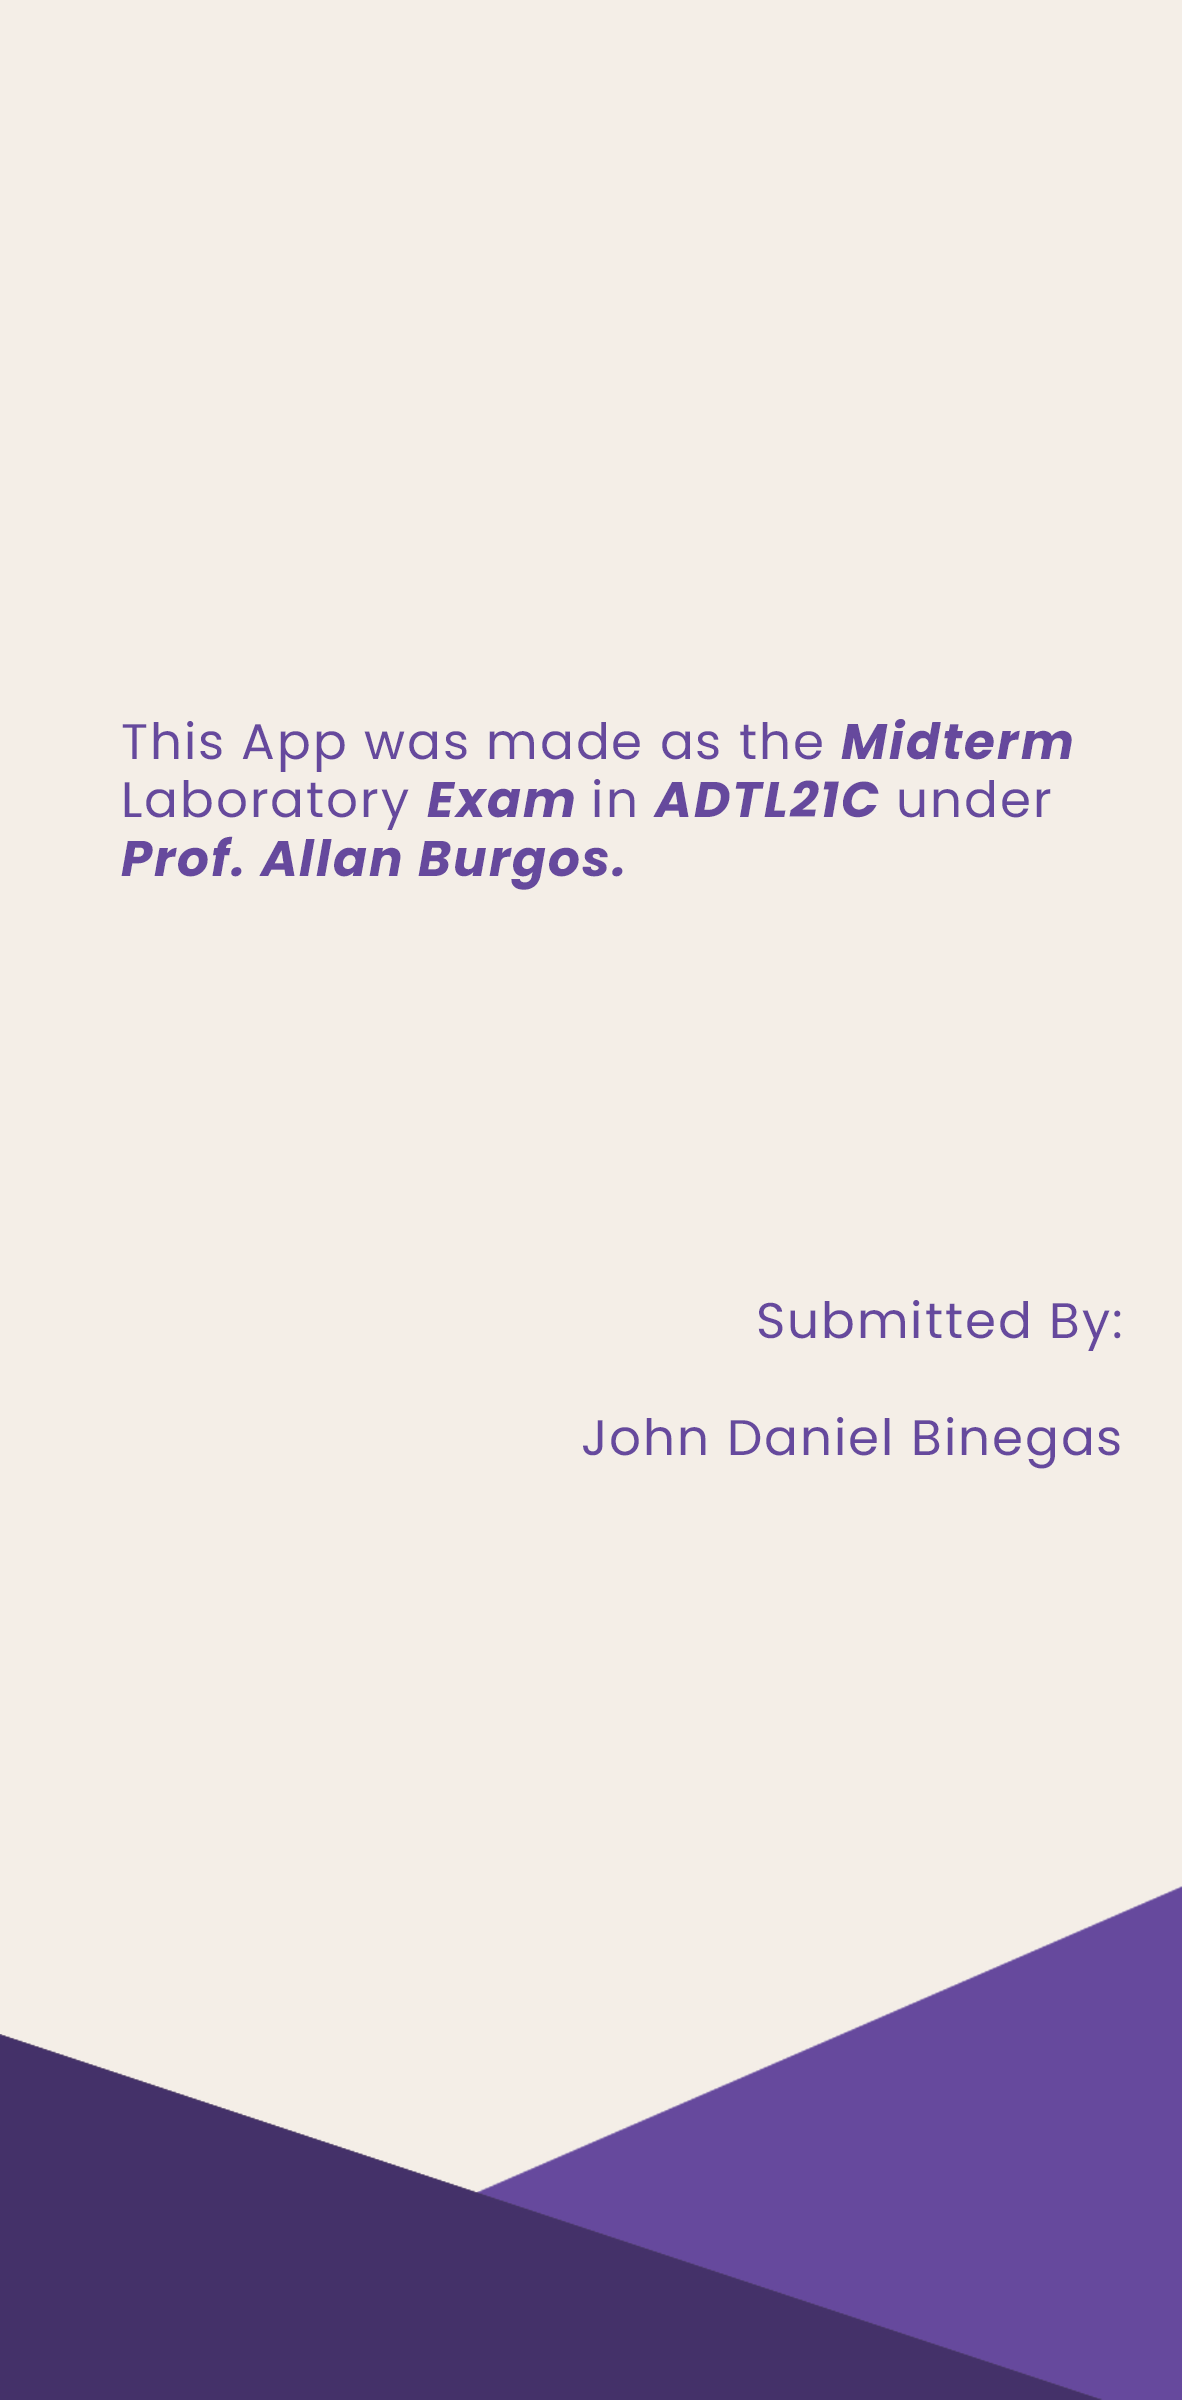 This App was made as the Midterm
Laboratory Exam in ADTL21C under
Prof. Allan Burgos.
Submitted By:
John Daniel Binegas